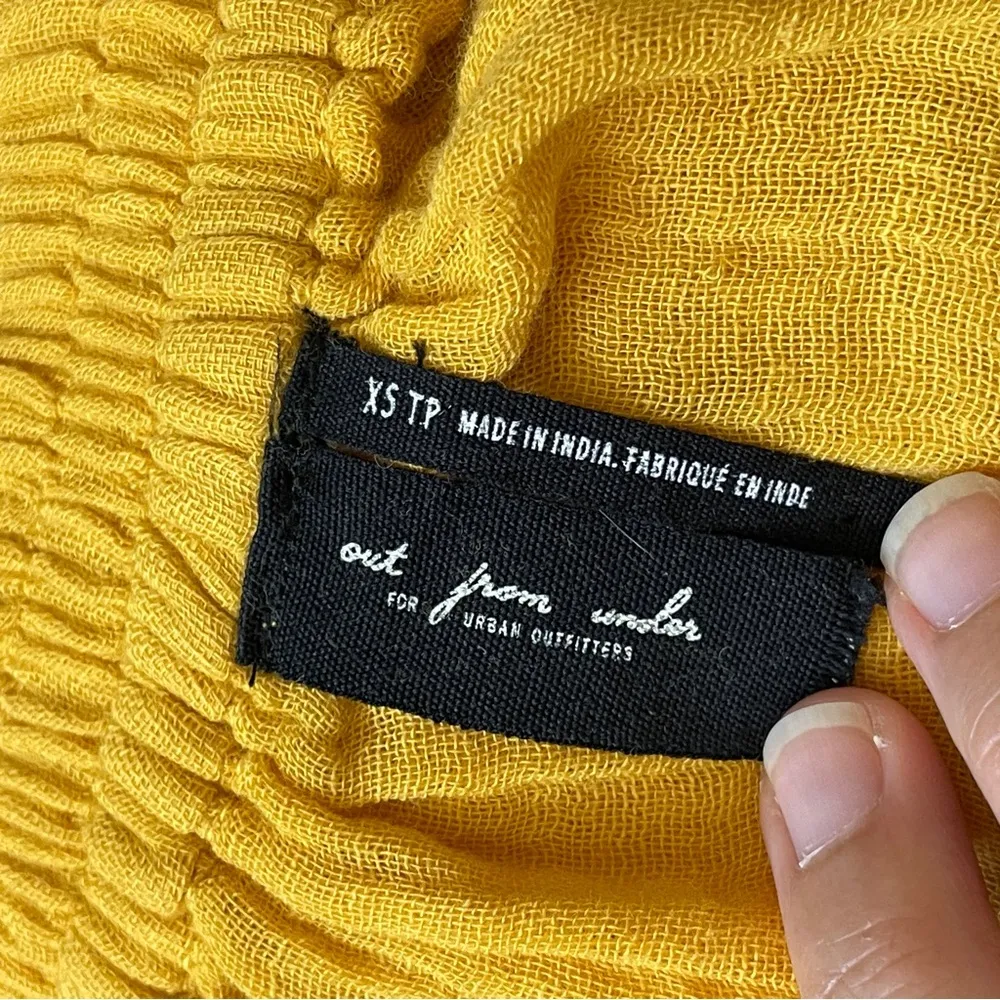 XS TP MADE IN INDIA. FABRIQUÉ EN INDE
out from under
FOR URBAN OUTFITTERS